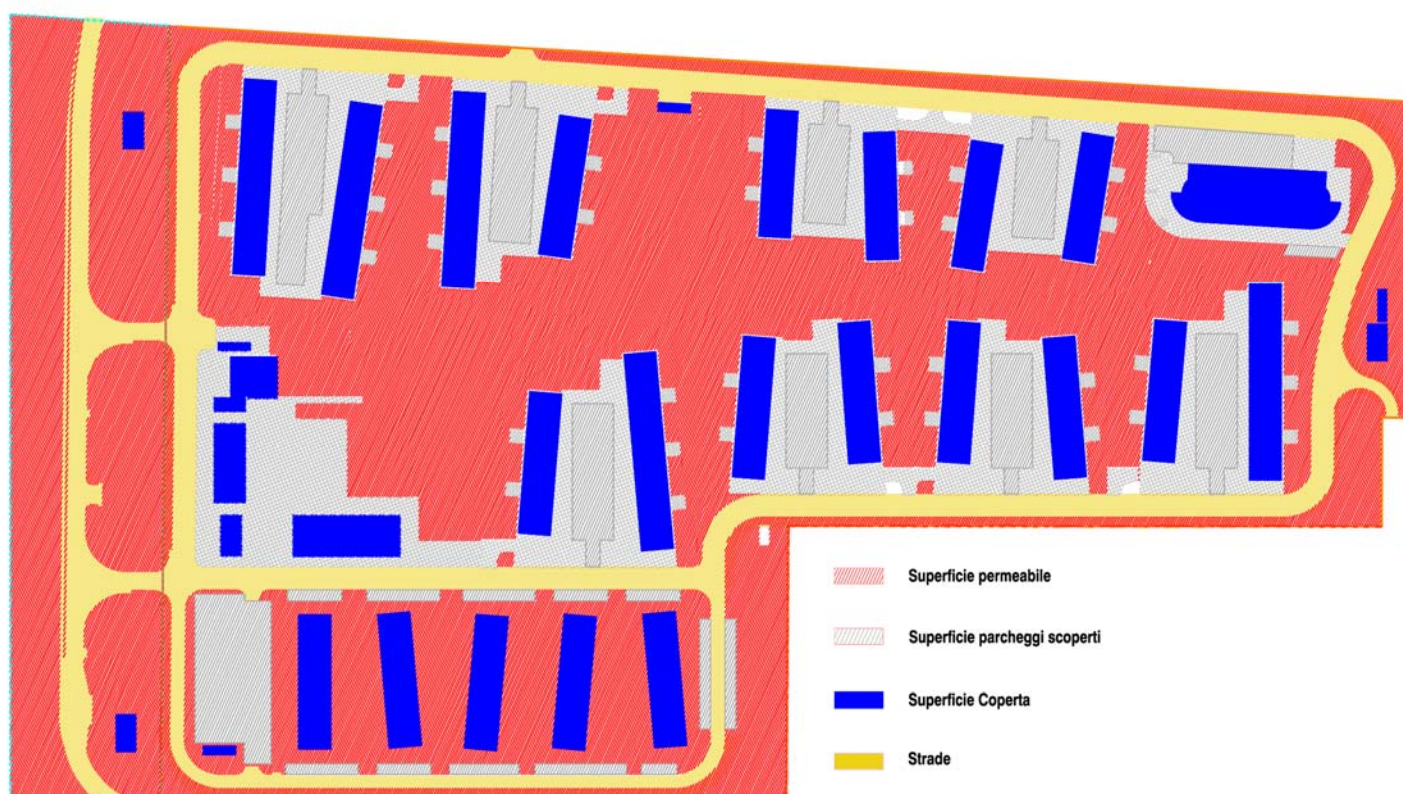 Superficie permeabile
Superficie parcheggi scoperti
Superficie Coperta
Strade